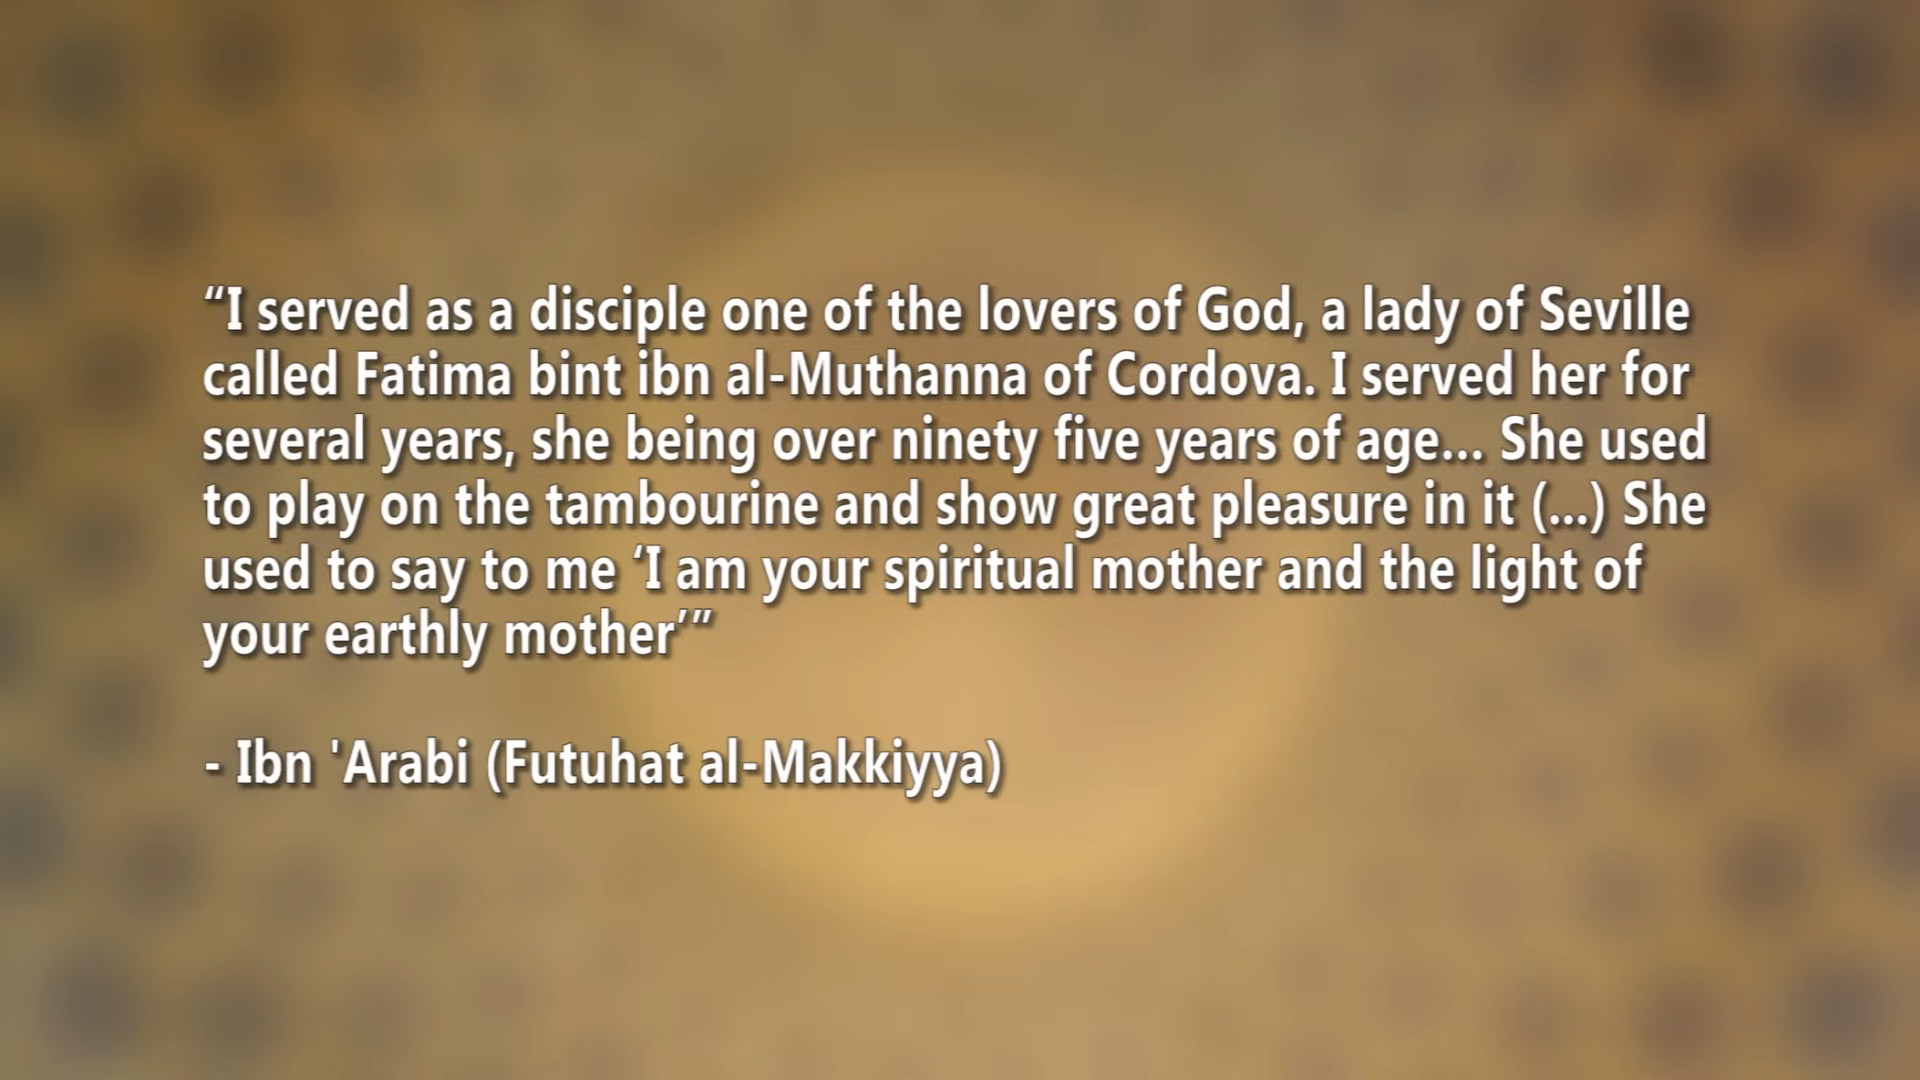 “I served as a disciple one of the lovers of God, a lady of Seville
called Fatima bint ibn al-Muthanna of Cordova. I served her for
several years, she being over ninety five years of age... She used
to play on the tambourine and show great pleasure in it (...) She
used to say to me ‘I am your spiritual mother and the light of
your earthly mother’”
- Ibn 'Arabi (Futuhat al-Makkiyya)